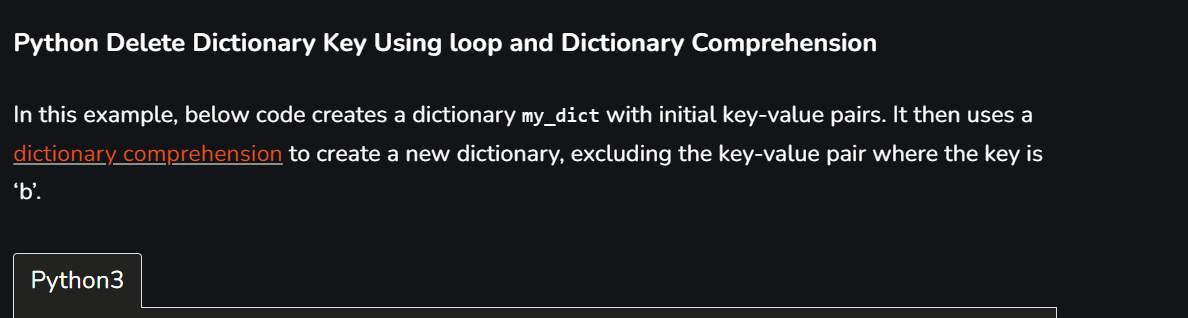 Python Delete Dictionary Key Using loop and Dictionary Comprehension
In this example, below code creates a dictionary my_dict with initial key-value pairs. It then uses a
dictionary comprehension to create a new dictionary, excluding the key-value pair where the key is
‘b’.
Python3